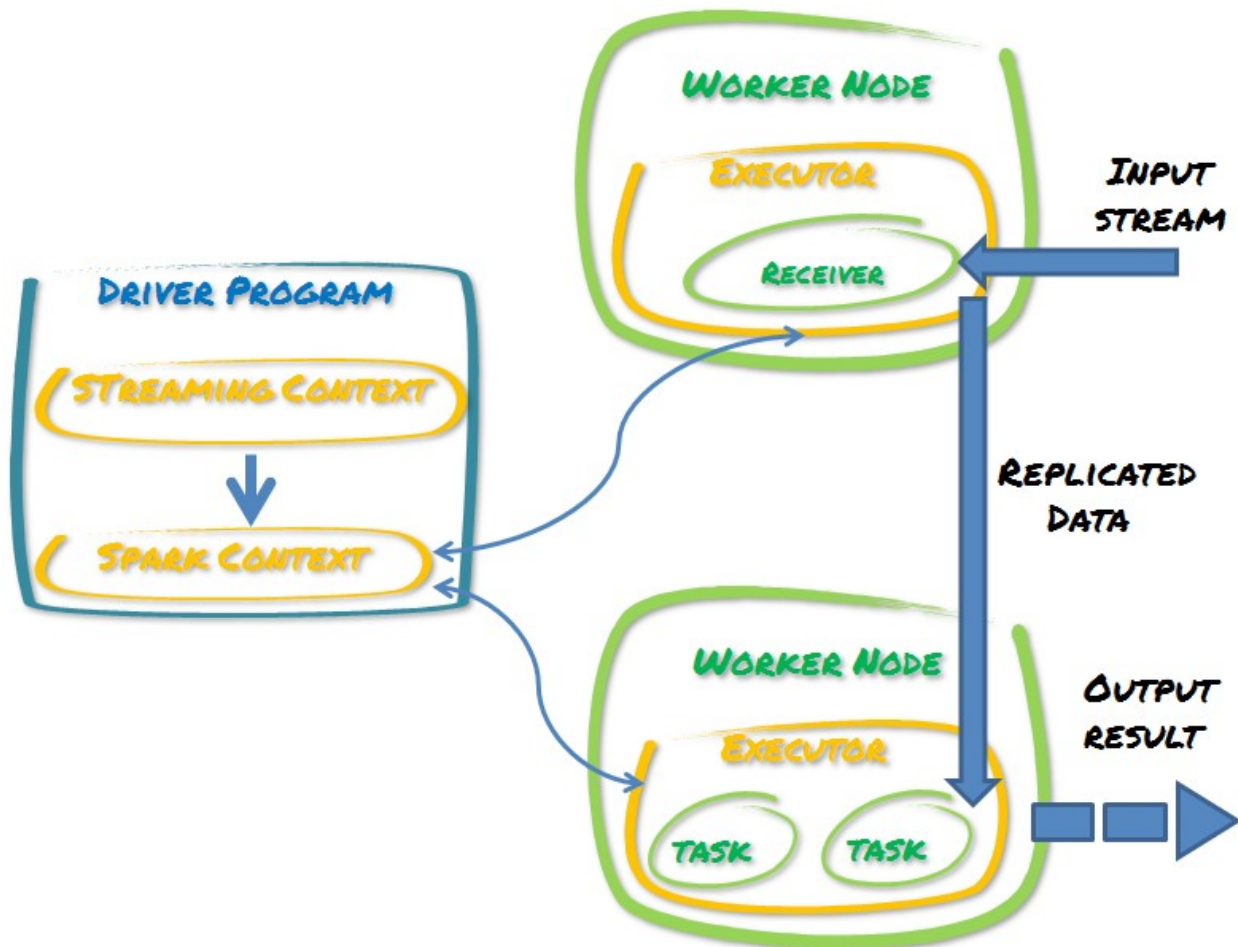 Worker Node
Executor
Receiver
Input
stream
Driver Program
STreaming Context
Spark Context
Replicated
Data
Worker Node
Executor
task
task
Output
result